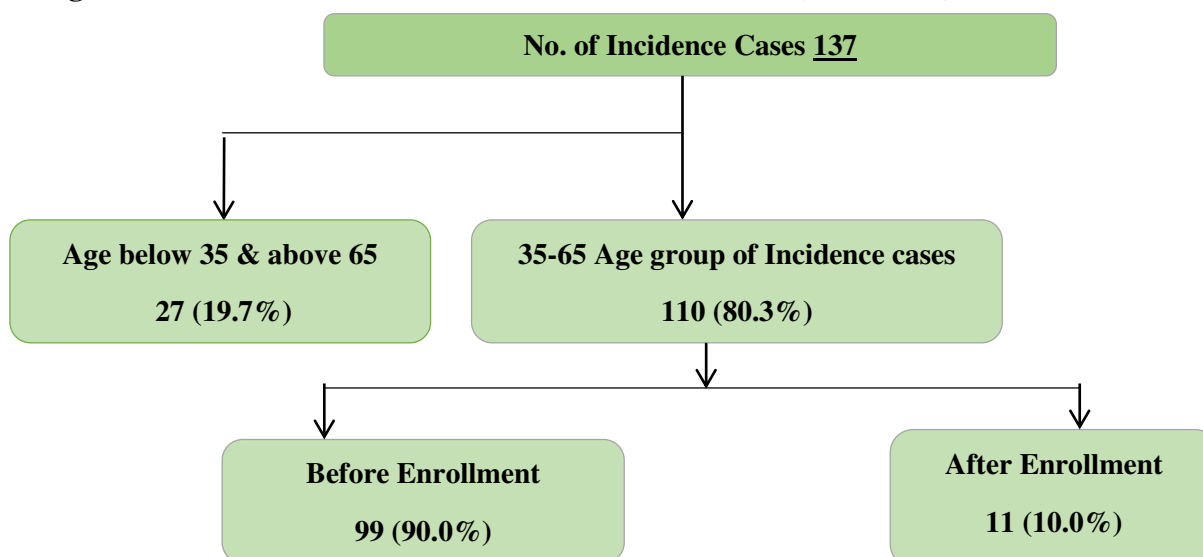 No. of Incidence Cases 137
Age below 35 & above 65
27 (19.7%)
35-65 Age group of Incidence cases
110 (80.3%)
Before Enrollment
99 (90.0%)
After Enrollment
11 (10.0%)